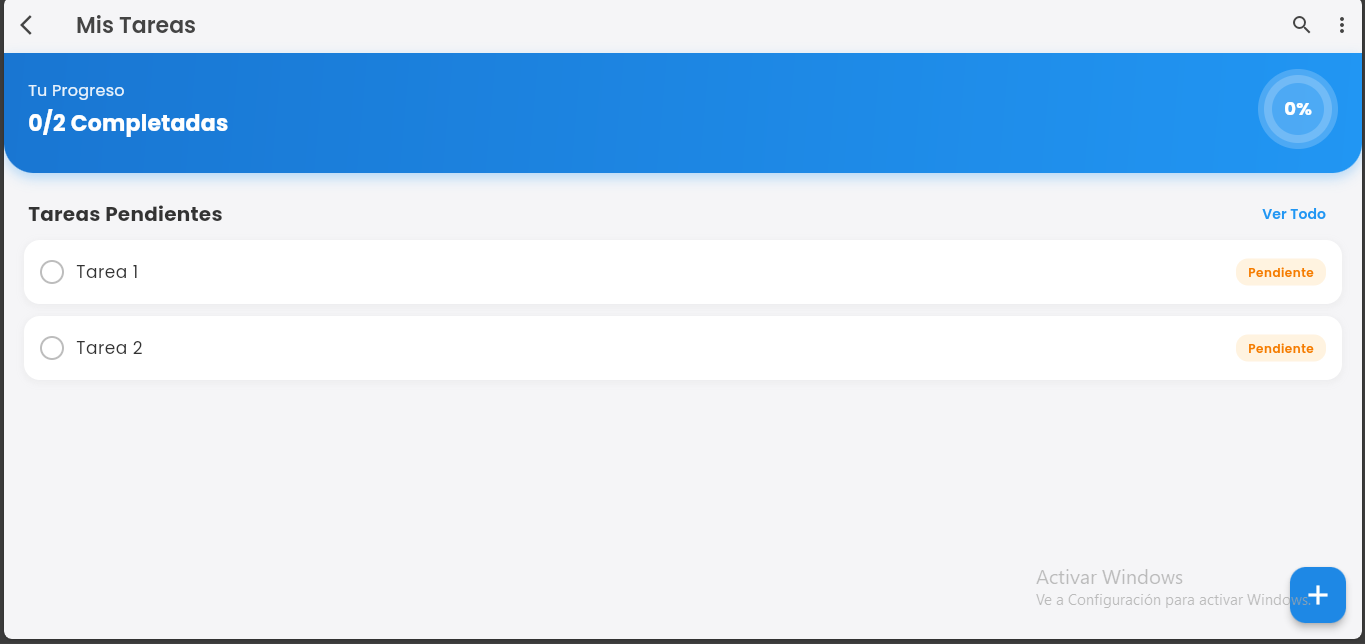 Mis Tareas
Tu Progreso
0/2 Completadas
0%
Tareas Pendientes
Ver Todo
Tarea 1
Pendiente
Tarea 2
Pendiente
Activar Windows
Ve a Configuración para activar Windows.